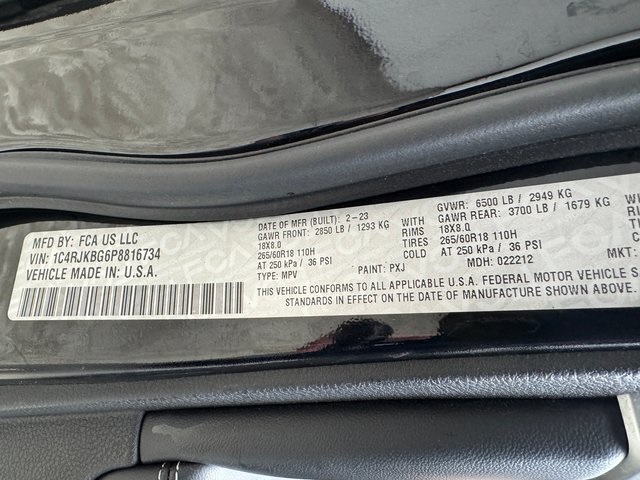 MFD BY: FCA US LLC
VIN: 1C4RJKBG6P8816734
VEHICLE MADE IN U.S.A.
DATE OF MFR (BUILT): 2-23
GAWR FRONT: 2850 LB / 1293 KG
18X8.0
265/60R18 110H
AT 250 kPa / 36 PSI
TYPE: MPV
PAINT: PXJ
WITH
RIMS
TIRES
COLD
GVWR: 6500 LB / 2949 KG
GAWR REAR: 3700 LB / 1679 KG
18X8.0
265/60R18 110H
AT 250 kPa / 36 PSI
MDH: 022212
RIMS
TIRES
COLD
MKT:
THIS VEHICLE CONFORMS TO ALL APPLICABLE U.S.A. FEDERAL MOTOR VEHICLE
STANDARDS IN EFFECT ON THE DATE OF MANUFACTURE SHOWN ABOVE.